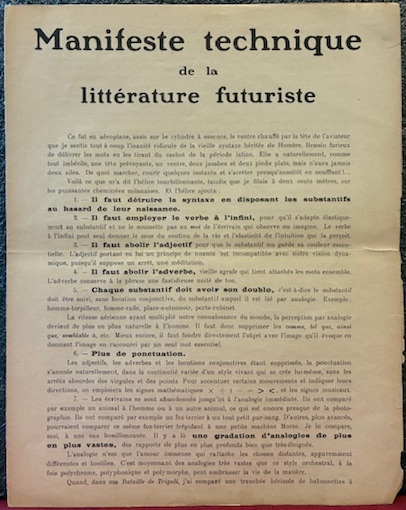 Manifeste technique
de la
littérature futuriste
Ce fut en aéroplane, assis sur le cylindre à essence, le ventre chauffé par la tête de l'aviateur
que je sentis tout à coup l'inanité ridicule de la vieille syntaxe héritée de Homère. Besoin furieux
de délivrer les mots en les tirant du cachot de la période latine. Elle a naturellement, comme
tout imbécile, une tête prévoyante, un ventre, deux jambes et deux pieds plats, mais n'aura jamais
deux ailes. De quoi marcher, courir quelques instants et s'arrêter presqu'aussitôt en soufflant!...
Voilà ce que m'a dit l'hélice tourbillonnante, tandis que je filais à deux cents mètres, sur
les puissantes cheminées milanaises. Et l'hélice ajouta :
1. — Il faut détruire la syntaxe en disposant les substantifs
au hasard de leur naissance.
2. — Il faut employer le verbe à l'infini, pour qu'il s'adapte élastique-
ment au substantif et ne le soumette pas au moi de l'écrivain qui observe ou imagine. Le verbe
à l'infini peut seul donner le sens du continu de la vie et l'élasticité de l'intuition qui la perçoit.
3. — Il faut abolir l'adjectif pour que le substantif nu garde sa couleur essen-
tielle. L'adjectif portant en lui un principe de nuance est incompatible avec notre vision dyna-
mique, puisqu'il suppose un arrêt, une méditation.
4. — Il faut abolir l'adverbe, vieille agrafe qui tient attachés les mots ensemble.
L'adverbe conserve à la phrase une fastidieuse unité de ton.
5. — Chaque substantif doit avoir son double, c'est-à-dire le substantif
doit être suivi, sans locution conjonctive, du substantif auquel il est lié par analogie. Exemple:
homme-torpilleur, femme-rade, place-entonnoir, porte-robinet
La vitesse aérienne ayant multiplié notre connaissance du monde, la perception par analogie
devient de plus en plus naturelle à l'homme. Il faut donc supprimer les comme, tel que, ainsi
que, semblable à, etc. Mieux encore, il faut fondre directement l'objet avec l'image qu'il évoque en
donnant l'image en raccourci par un seul mot essentiel.
6. — Plus de ponctuation.
Les adjectifs, les adverbes et les locutions conjonctives étant supprimés, la ponctuation
s'annule naturellement, dans la continuité variée d'un style vivant qui se crée lui-même, sans les
arrêts absurdes des virgules et des points. Pour accentuer certains mouvements et indiquer leurs
directions, on emploiera les signes mathématiques × + : — > <, et les signes musicaux.
7. — Les écrivains se sont abandonnés jusqu'ici à l'analogie immédiate. Ils ont comparé
par exemple un animal à l'homme ou à un autre animal, ce qui est encore presque de la photo-
graphie. Ils ont comparé par exemple un fox terrier à un tout petit pur-sang. D'autres, plus avancés,
pourraient comparer ce même fox-terrier trépidant à une petite machine Morse. Je le compare,
moi, à une eau bouillonnante. Il y a là une gradation d'analogies de plus
en plus vastes, des rapports de plus en plus profonds bien que très-éloignés.
L'analogie n'est que l'amour immense qui rattache les choses distantes, apparemment
différentes et hostiles. C'est moyennant des analogies très vastes que ce style orchestral, à la
fois polychrome, polyphonique et polymorphe, peut embrasser la vie de la matière.
Quand, dans ma Bataille de Tripoli, j'ai comparé une tranchée hérissée de baïonnettes à